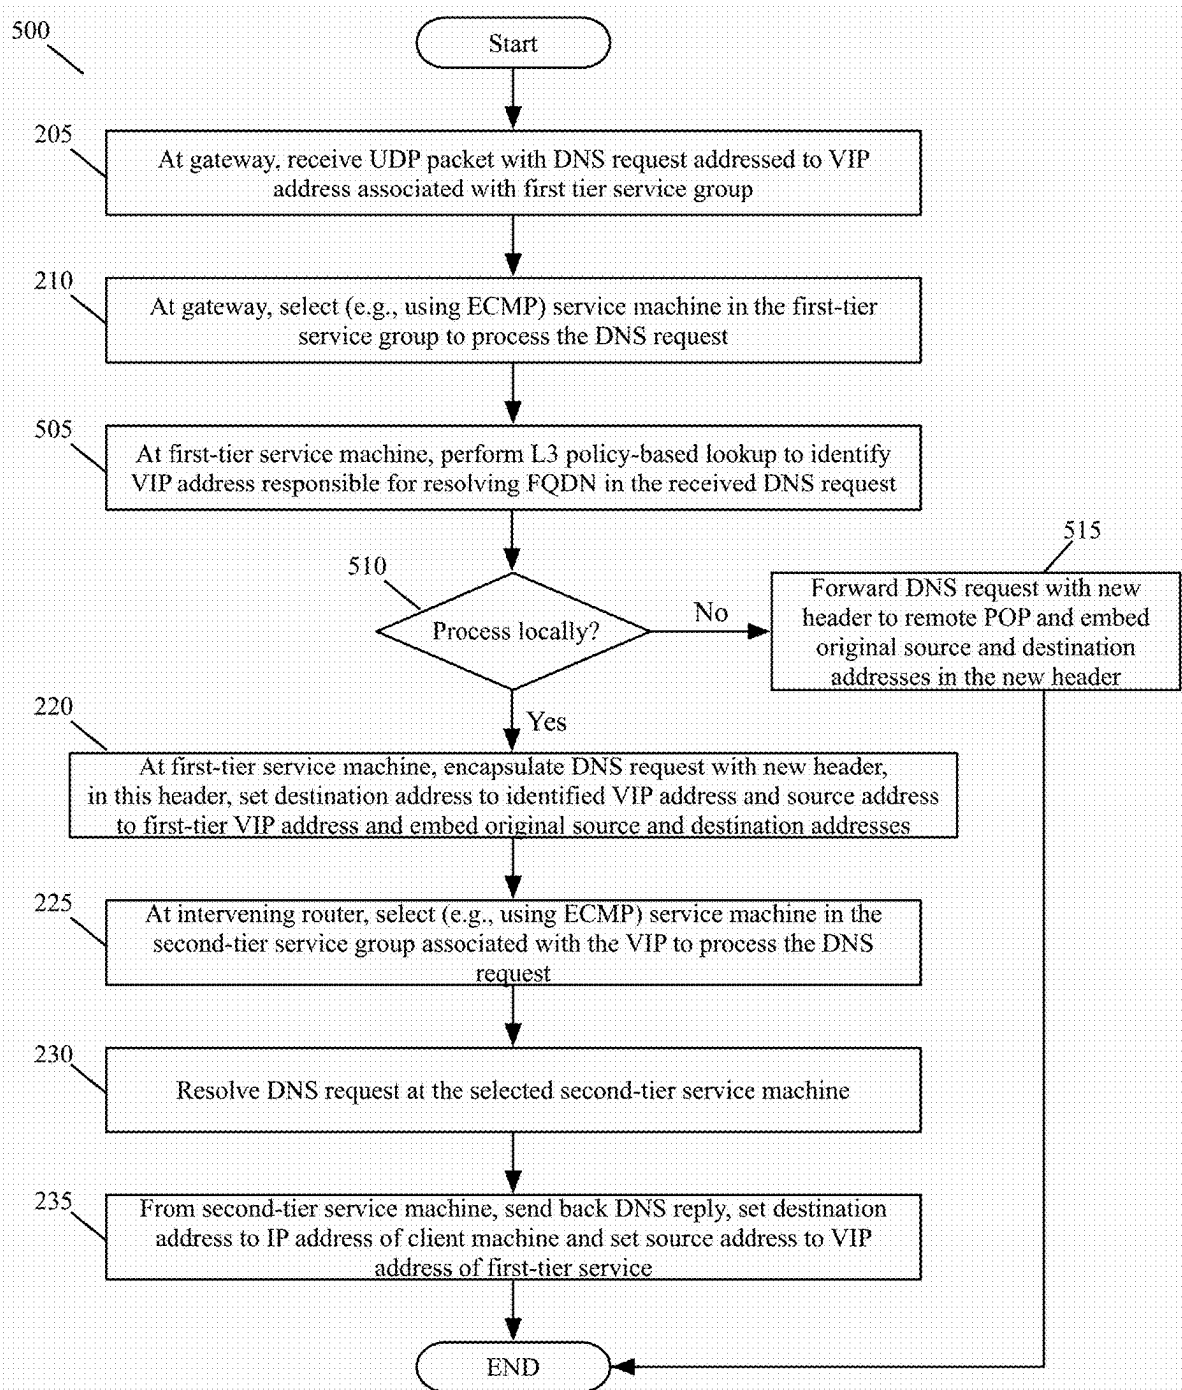 500
Start
205
At gateway, receive UDP packet with DNS request addressed to VIP
address associated with first tier service group
210
At gateway, select (e.g., using ECMP) service machine in the first-tier
service group to process the DNS request
505
At first-tier service machine, perform L3 policy-based lookup to identify
VIP address responsible for resolving FQDN in the received DNS request
510
Process locally?
No
515
Forward DNS request with new
header to remote POP and embed
original source and destination
addresses in the new header
Yes
220
At first-tier service machine, encapsulate DNS request with new header,
in this header, set destination address to identified VIP address and source address
to first-tier VIP address and embed original source and destination addresses
225
At intervening router, select (e.g., using ECMP) service machine in the
second-tier service group associated with the VIP to process the DNS
request
230
Resolve DNS request at the selected second-tier service machine
235
From second-tier service machine, send back DNS reply, set destination
address to IP address of client machine and set source address to VIP
address of first-tier service
END